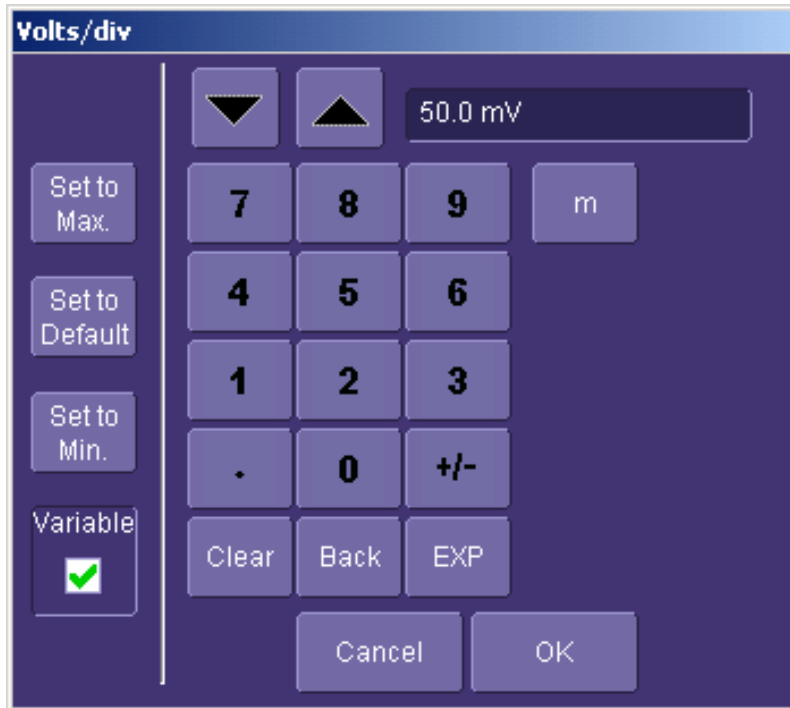 Volts/div
50.0 mV
Set to
Max.
7 8 9 m
Set to
Default
4 5 6
1 2 3
Set to
Min.
. 0 +/-
Variable
Clear Back EXP
Cancel OK